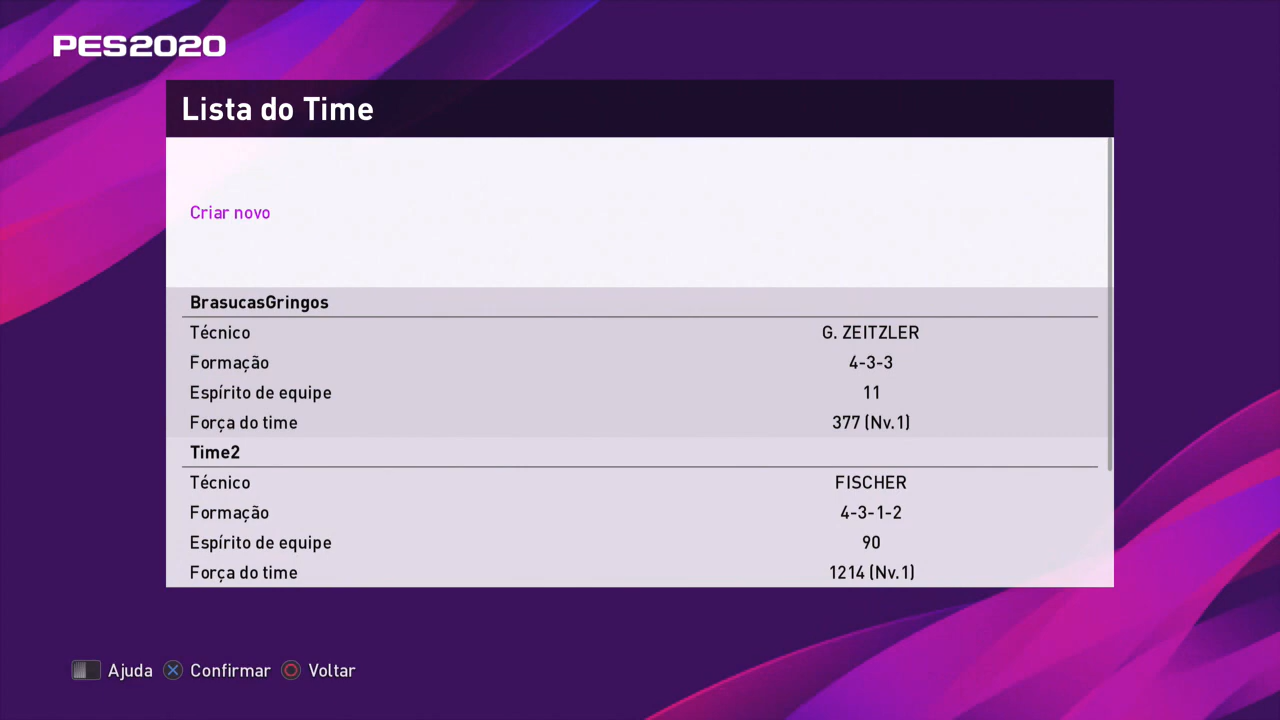 PES2020
Lista do Time
Criar novo
BrasucasGringos
Técnico G. ZEITZLER
Formação 4-3-3
Espírito de equipe 11
Força do time 377 (Nv.1)
Time2
Técnico FISCHER
Formação 4-3-1-2
Espírito de equipe 90
Força do time 1214 (Nv.1)
Ajuda Confirmar Voltar